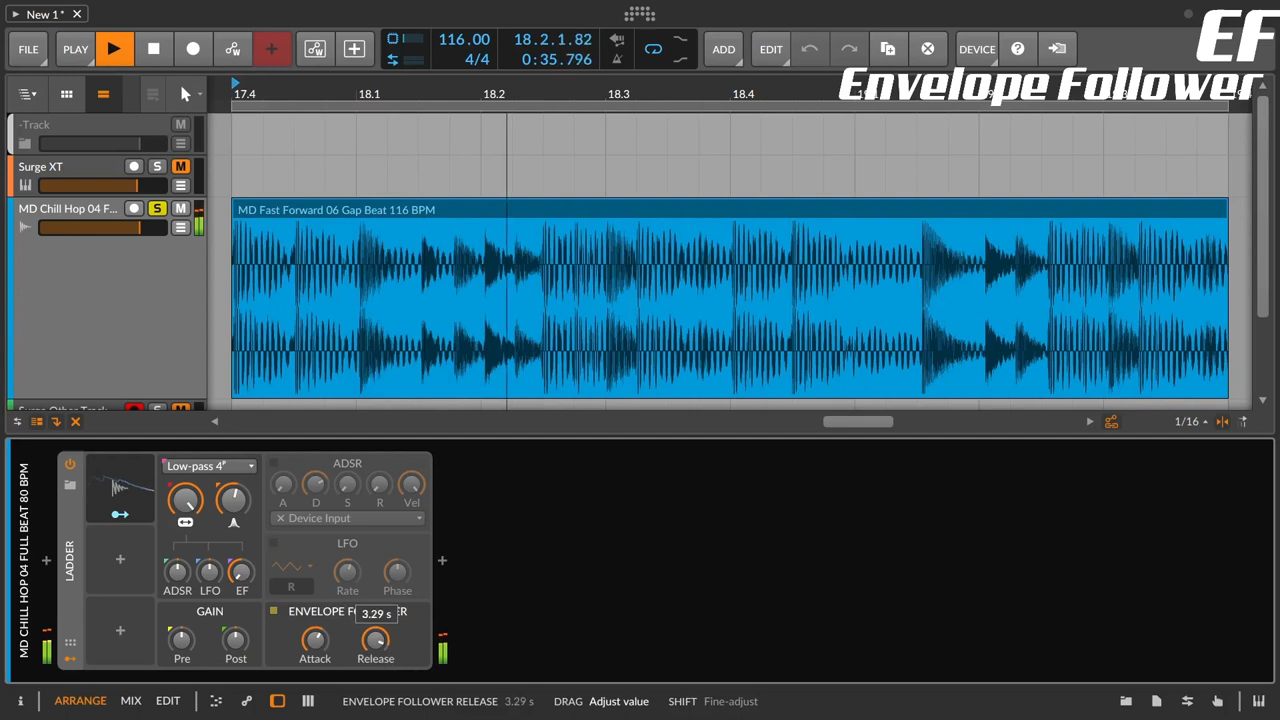 New 1*
EF
Envelope Follower
FILE
PLAY
116.00
4/4
18.2.1.82
0:35.796
ADD
EDIT
DEVICE
17.4
18.1
18.2
18.3
18.4
-Track
M
Surge XT
S
M
MD Chill Hop 04 F...
S
M
MD Fast Forward 06 Gap Beat 116 BPM
1/16
MD CHILL HOP 04 FULL BEAT 80 BPM
LADDER
Low-pass 4
ADSR
LFO
EF
GAIN
Pre
Post
ADSR
A
D
S
R
Vel
Device Input
LFO
R
Rate
Phase
3.29 s
Attack
Release
ARRANGE
MIX
EDIT
ENVELOPE FOLLOWER RELEASE 3.29 s
DRAG Adjust value
SHIFT Fine-adjust